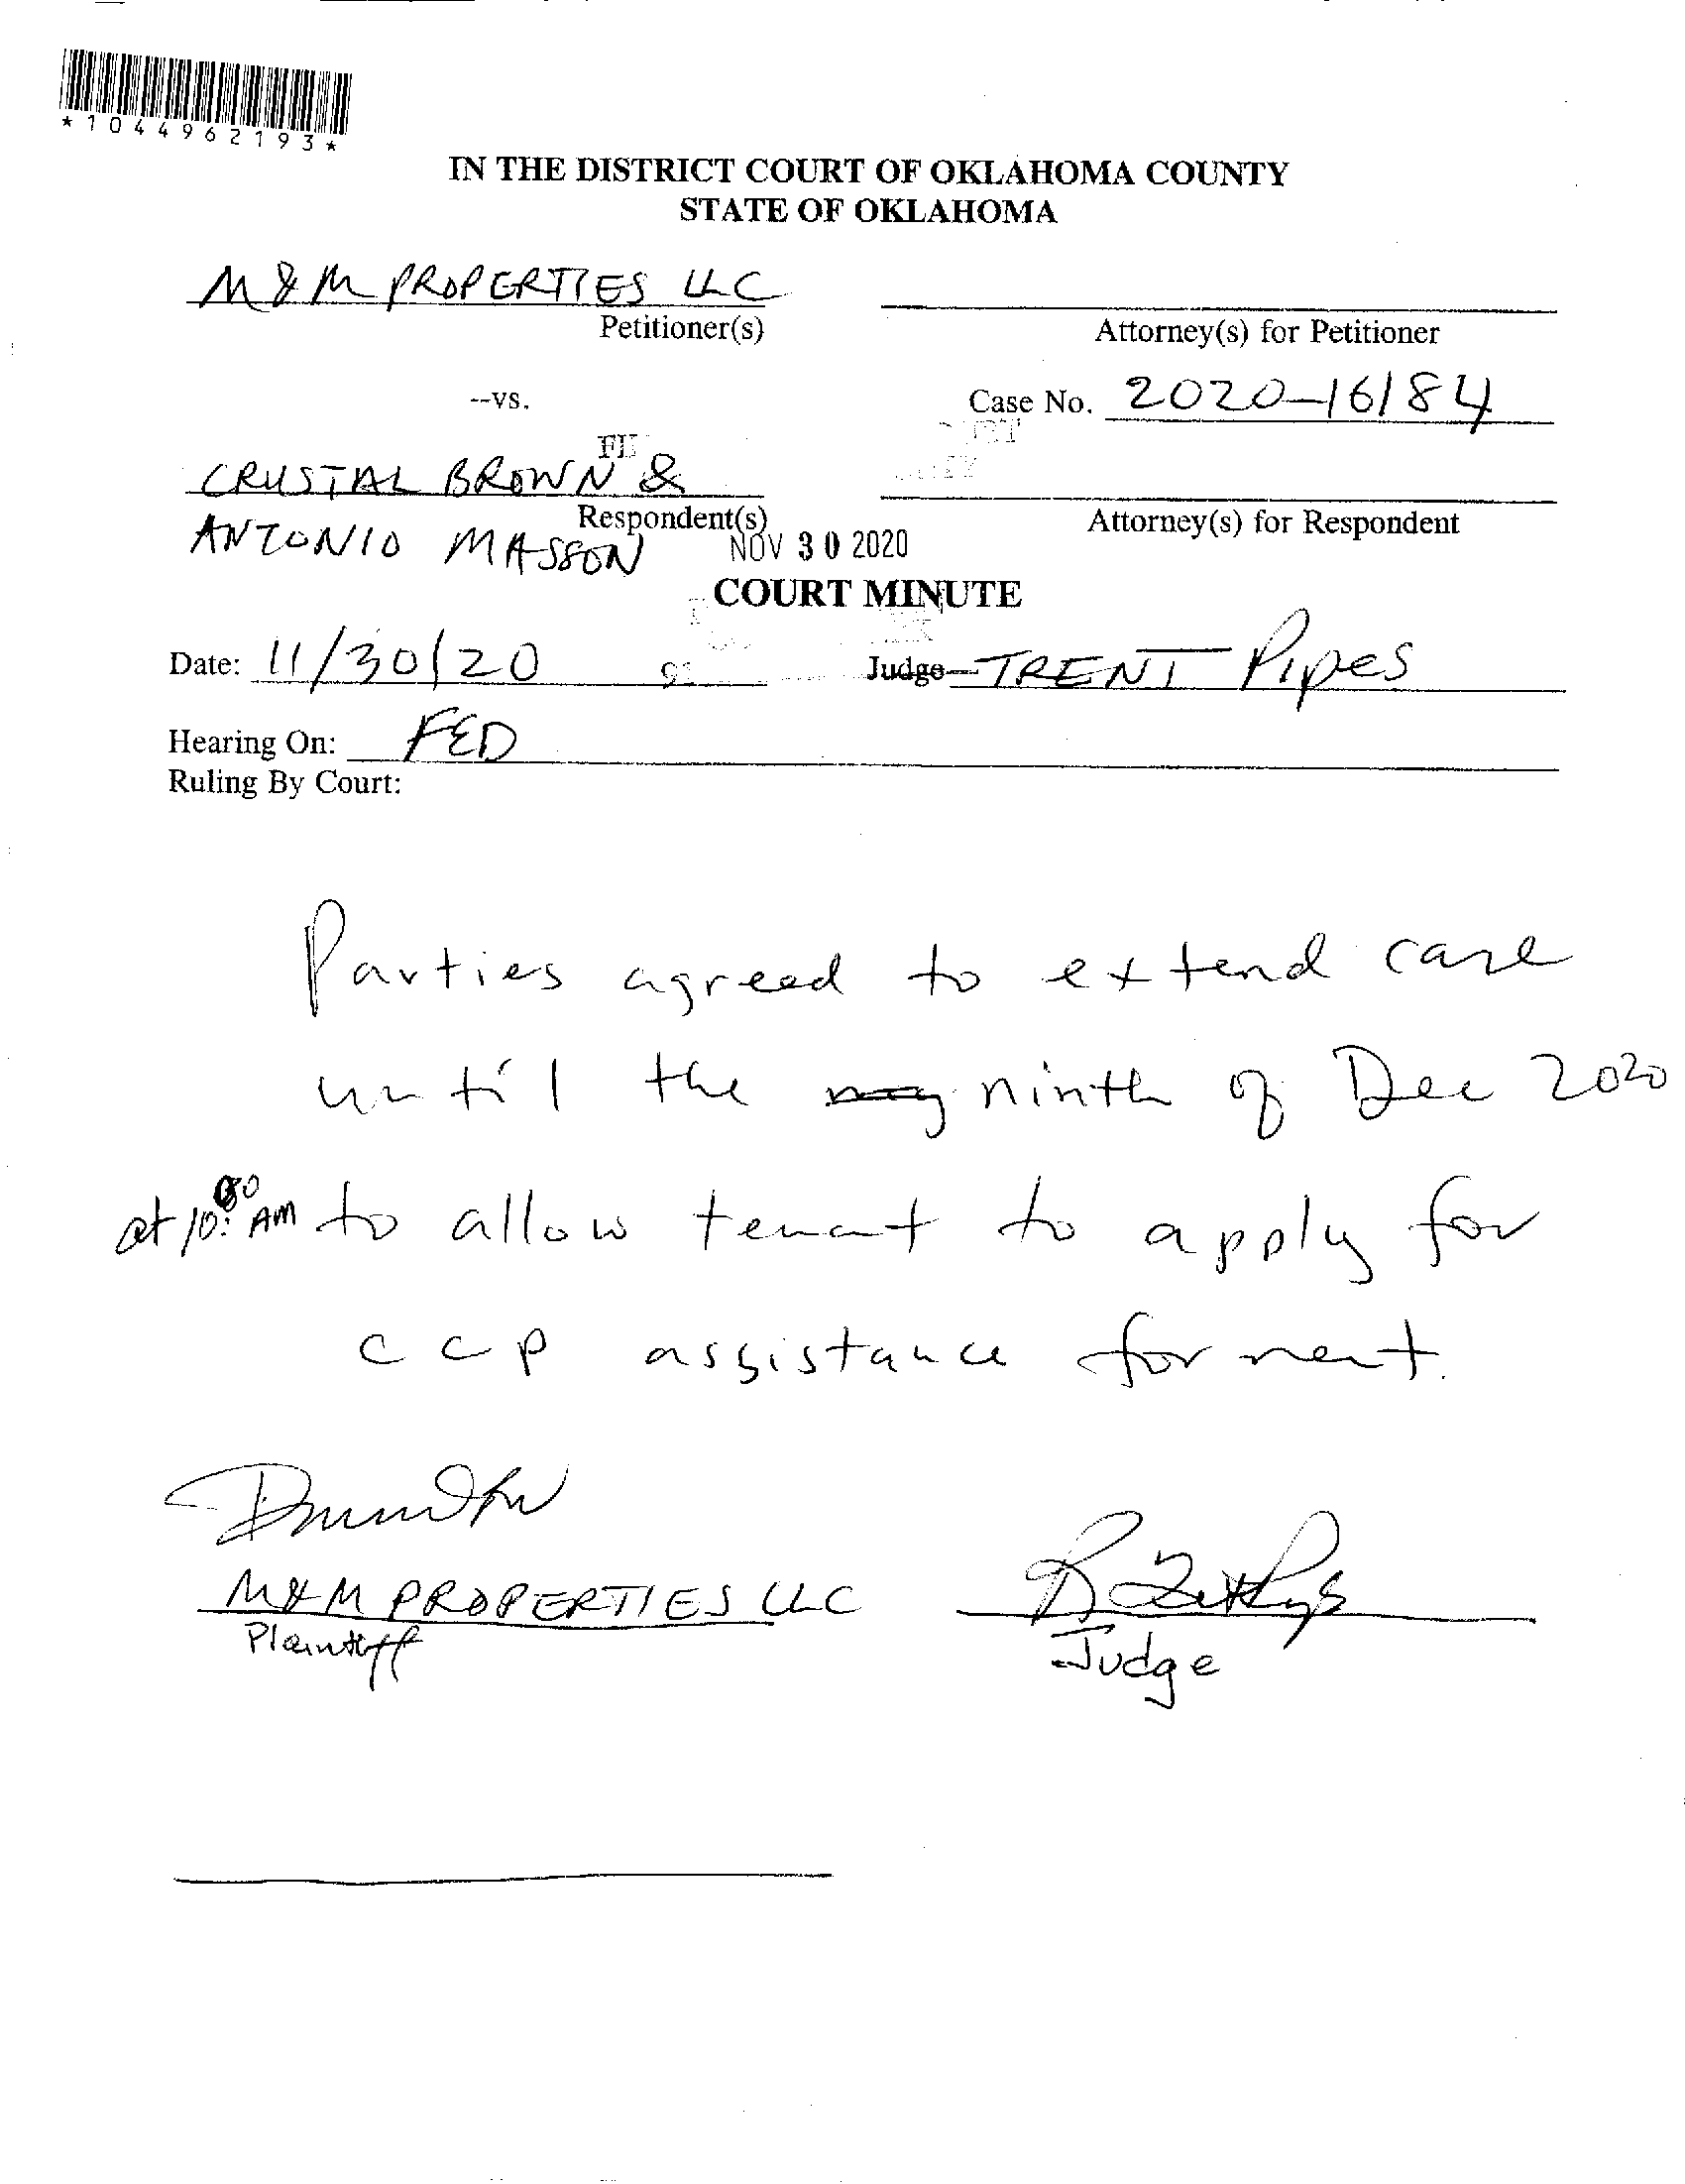 *1044962193*
IN THE DISTRICT COURT OF OKLAHOMA COUNTY
STATE OF OKLAHOMA
M & M PROPERTIES LLC
Petitioner(s)
Attorney(s) for Petitioner
--vs.
Case No. 2020-16184
CRUSTAL BROWN &
Respondent(s)
Attorney(s) for Respondent
ANTONIO MASSON
NOV 30 2020
COURT MINUTE
Date: 11/30/20
Judge TRENT Pipes
Hearing On: FED
Ruling By Court:
Parties agreed to extend case
until the ninth of Dec 2020
at 10:00 AM to allow tenant to apply for
CCP assistance for rent.
M&M PROPERTIES LLC
Plaintiff
Judge